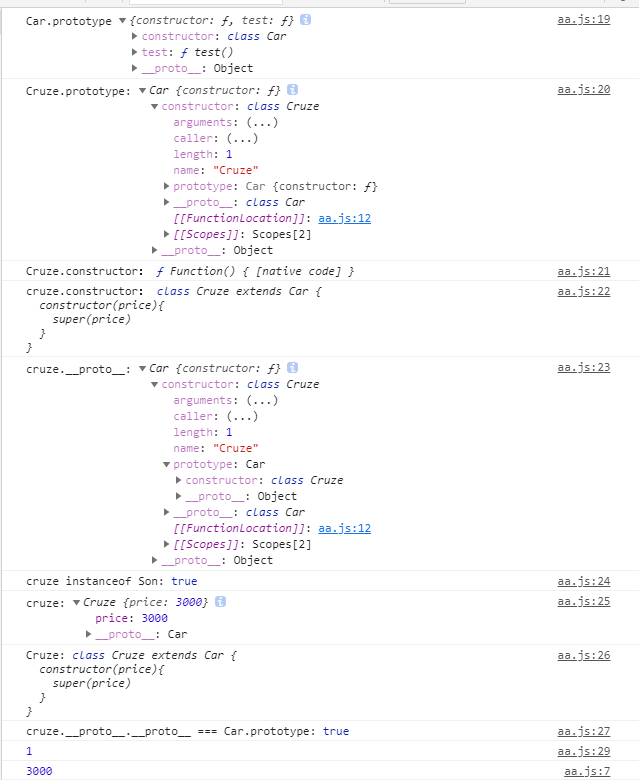 Car.prototype ▼{constructor: ƒ, test: ƒ} i aa.js:19
▶constructor: class Car
▶test: ƒ test()
▶__proto__: Object
Cruze.prototype: ▼Car {constructor: ƒ} i aa.js:20
▼constructor: class Cruze
arguments: (...)
caller: (...)
length: 1
name: "Cruze"
▶prototype: Car {constructor: ƒ}
▶__proto__: class Car
[[FunctionLocation]]: aa.js:12
▶[[Scopes]]: Scopes[2]
▶__proto__: Object
Cruze.constructor: ƒ Function() { [native code] } aa.js:21
cruze.constructor: class Cruze extends Car { aa.js:22
constructor(price){
super(price)
}
}
cruze.__proto__: ▼Car {constructor: ƒ} i aa.js:23
▼constructor: class Cruze
arguments: (...)
caller: (...)
length: 1
name: "Cruze"
▼prototype: Car
▶constructor: class Cruze
▶__proto__: Object
▶__proto__: class Car
[[FunctionLocation]]: aa.js:12
▶[[Scopes]]: Scopes[2]
▶__proto__: Object
cruze instanceof Son: true aa.js:24
cruze: ▼Cruze {price: 3000} i aa.js:25
price: 3000
▶__proto__: Car
Cruze: class Cruze extends Car { aa.js:26
constructor(price){
super(price)
}
}
cruze.__proto__.__proto__ === Car.prototype: true aa.js:27
1 aa.js:29
3000 aa.js:7